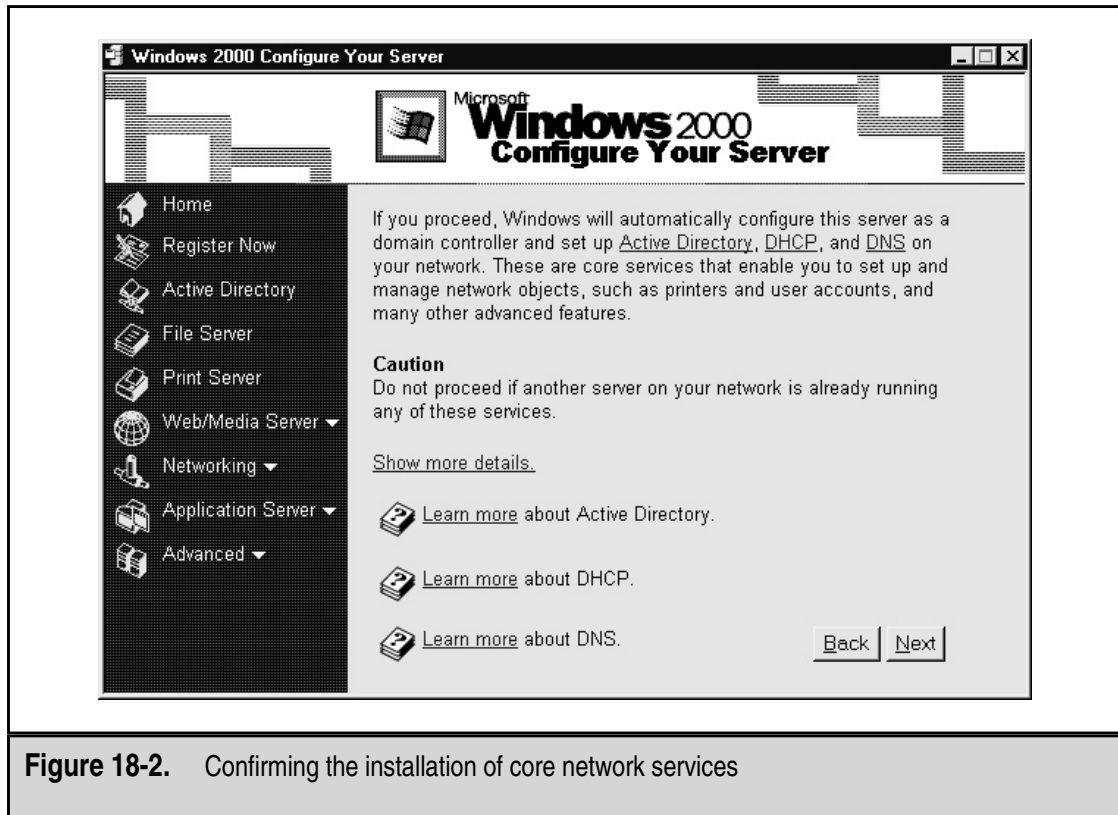 Windows 2000 Configure Your Server
Microsoft
Windows 2000
Configure Your Server
Home
Register Now
Active Directory
File Server
Print Server
Web/Media Server
Networking
Application Server
Advanced
If you proceed, Windows will automatically configure this server as a
domain controller and set up Active Directory, DHCP, and DNS on
your network. These are core services that enable you to set up and
manage network objects, such as printers and user accounts, and
many other advanced features.
Caution
Do not proceed if another server on your network is already running
any of these services.
Show more details.
Learn more about Active Directory.
Learn more about DHCP.
Learn more about DNS.
Back Next
Figure 18-2. Confirming the installation of core network services